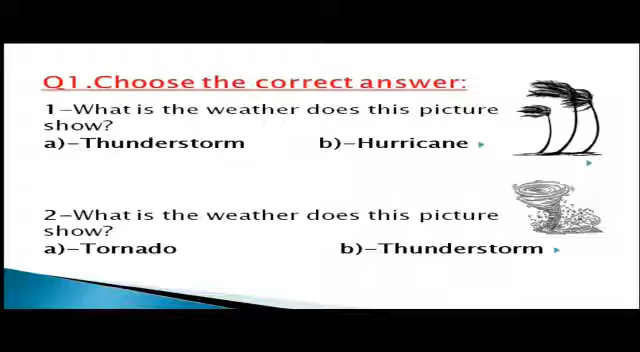 Q1.Choose the correct answer:
1-What is the weather does this picture
show?
a)-Thunderstorm b)-Hurricane
2-What is the weather does this picture
show?
a)-Tornado b)-Thunderstorm